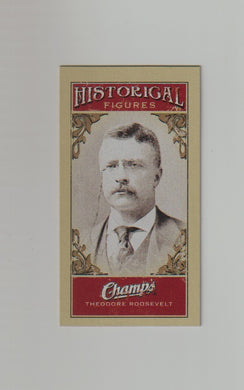 HISTORICAL
FIGURES
Champ's
THEODORE ROOSEVELT